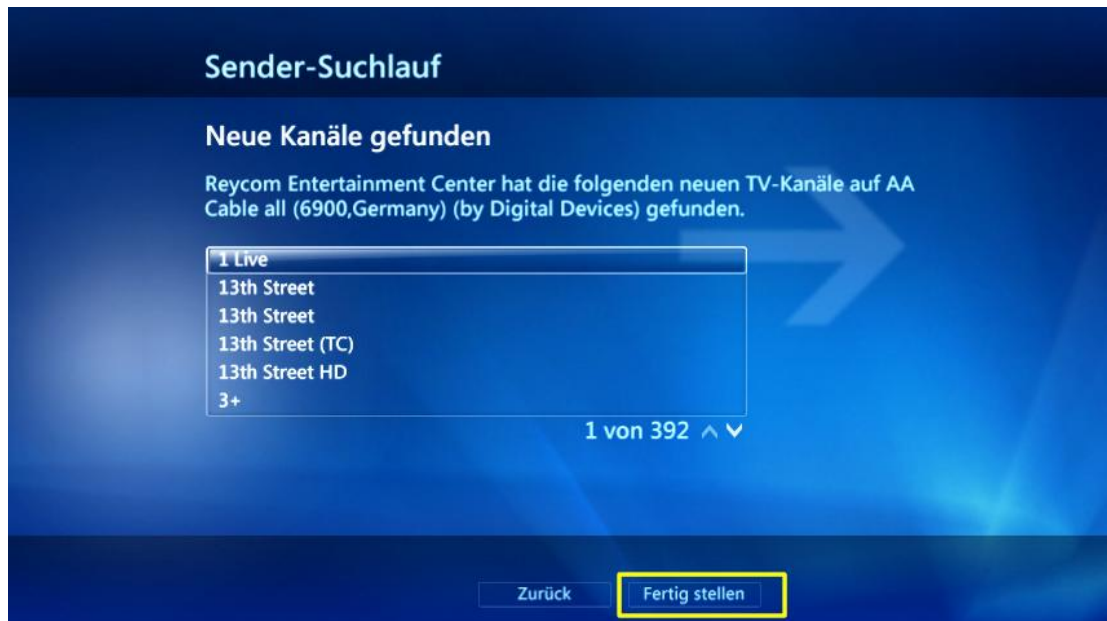 Sender-Suchlauf
Neue Kanäle gefunden
Reycom Entertainment Center hat die folgenden neuen TV-Kanäle auf AA
Cable all (6900,Germany) (by Digital Devices) gefunden.
1 Live
13th Street
13th Street
13th Street (TC)
13th Street HD
3+
1 von 392
Zurück
Fertig stellen